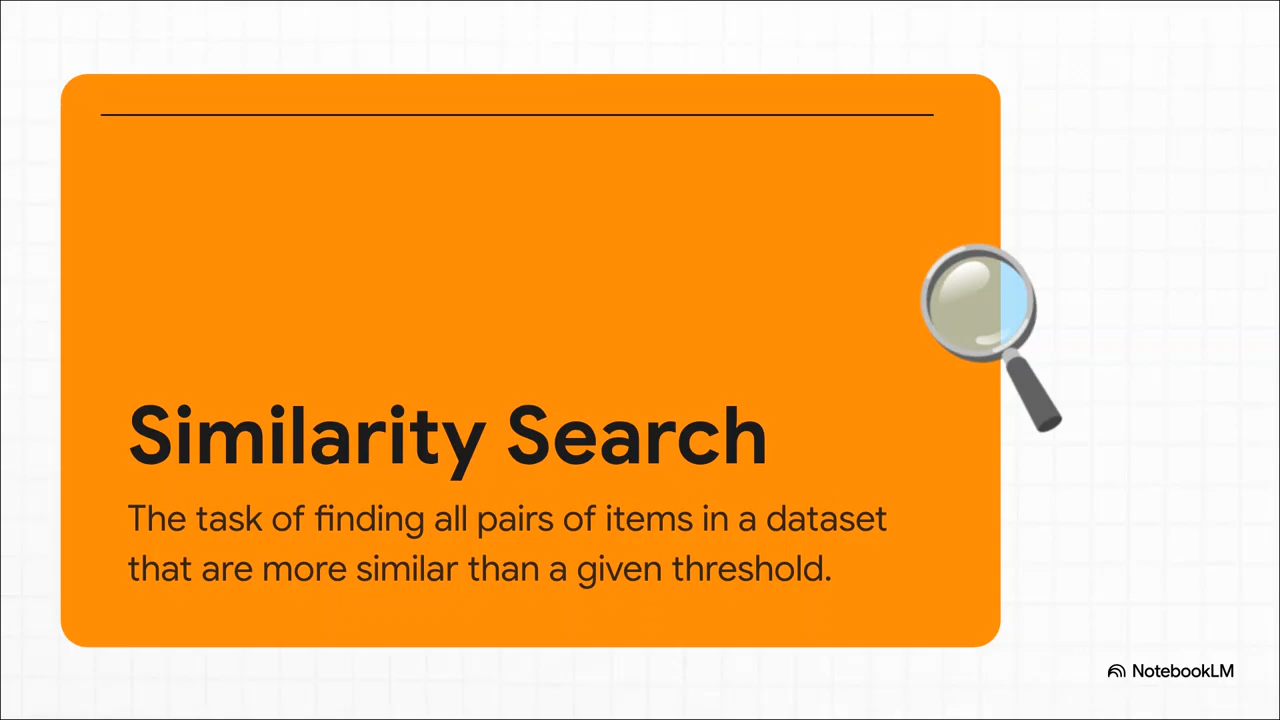 Similarity Search
The task of finding all pairs of items in a dataset
that are more similar than a given threshold.
NotebookLM